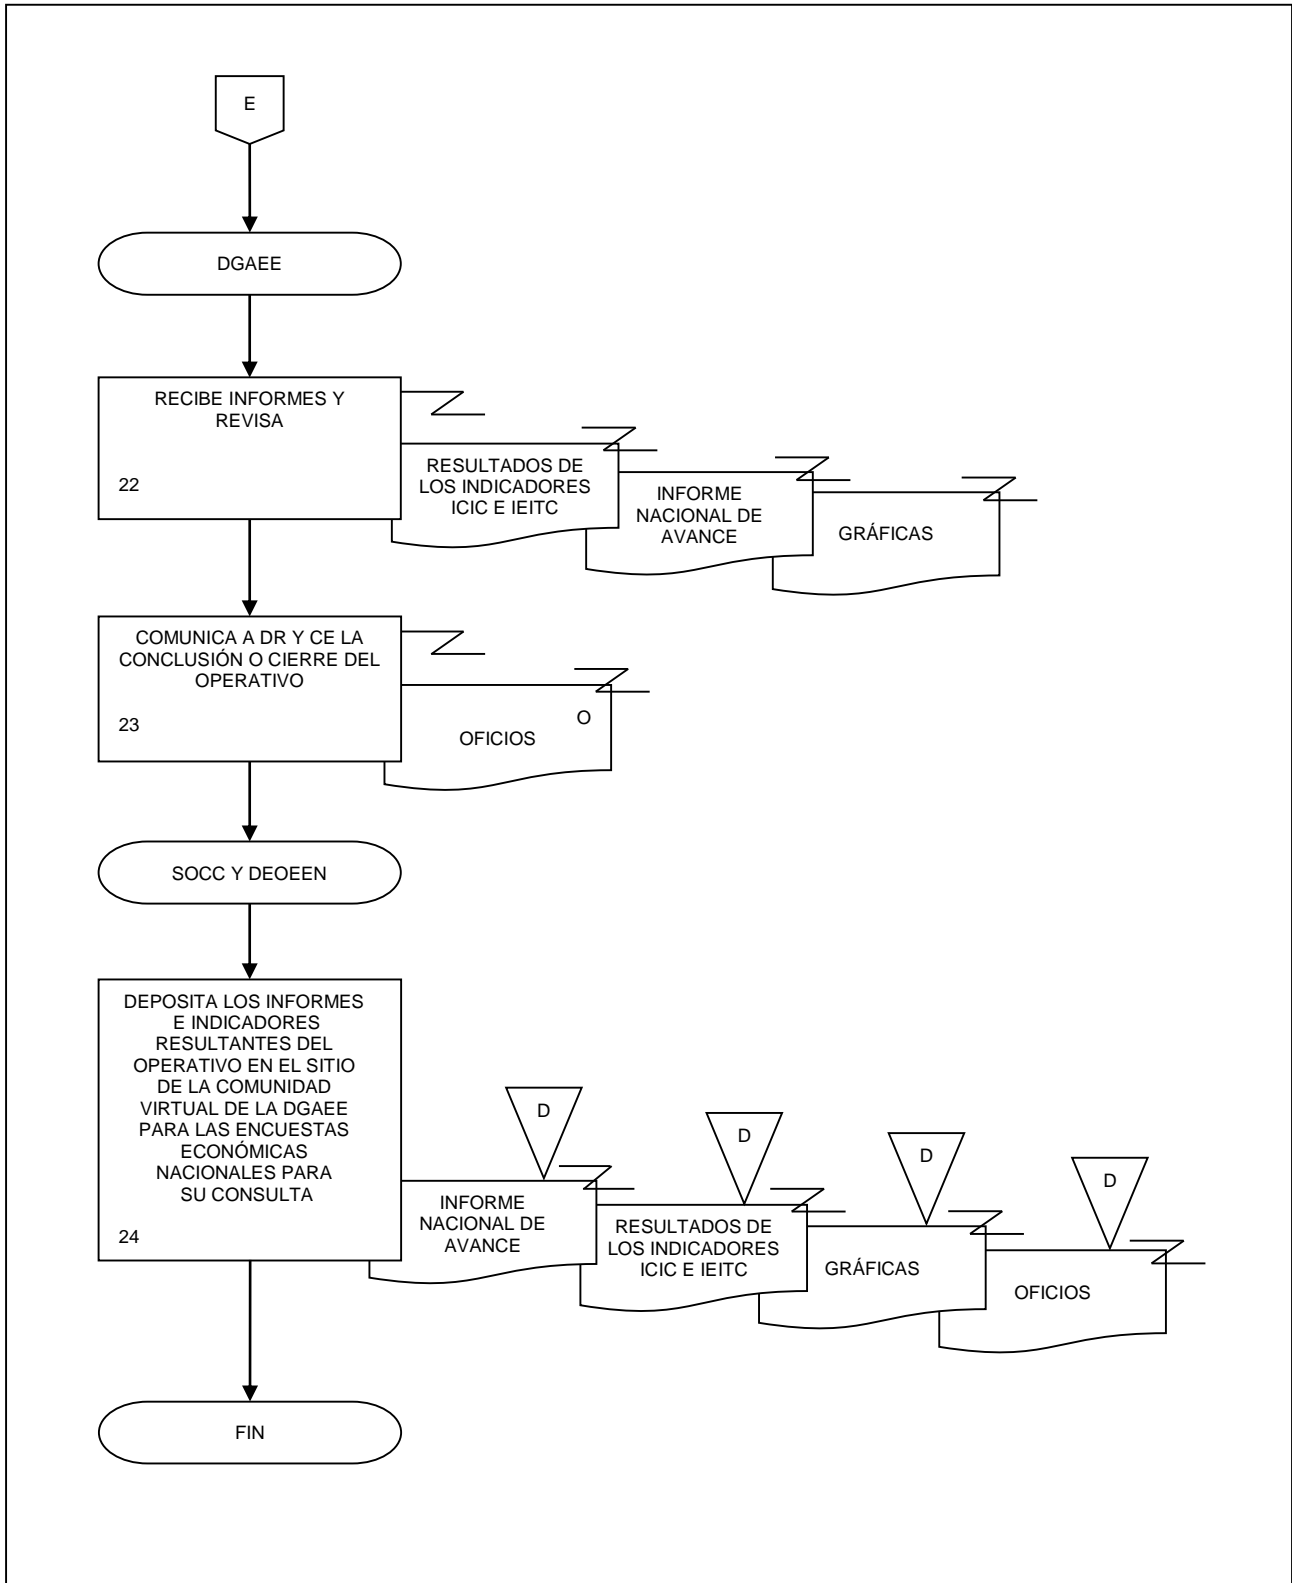 E
DGAEE
RECIBE INFORMES Y
REVISA
22
RESULTADOS DE
LOS INDICADORES
ICIC E IEITC
INFORME
NACIONAL DE
AVANCE
GRÁFICAS
COMUNICA A DR Y CE LA
CONCLUSIÓN O CIERRE DEL
OPERATIVO
23
O
OFICIOS
SOCC Y DEOEEN
DEPOSITA LOS INFORMES
E INDICADORES
RESULTANTES DEL
OPERATIVO EN EL SITIO
DE LA COMUNIDAD
VIRTUAL DE LA DGAEE
PARA LAS ENCUESTAS
ECONÓMICAS
NACIONALES PARA
SU CONSULTA
24
D
INFORME
NACIONAL DE
AVANCE
D
RESULTADOS DE
LOS INDICADORES
ICIC E IEITC
D
GRÁFICAS
D
OFICIOS
FIN